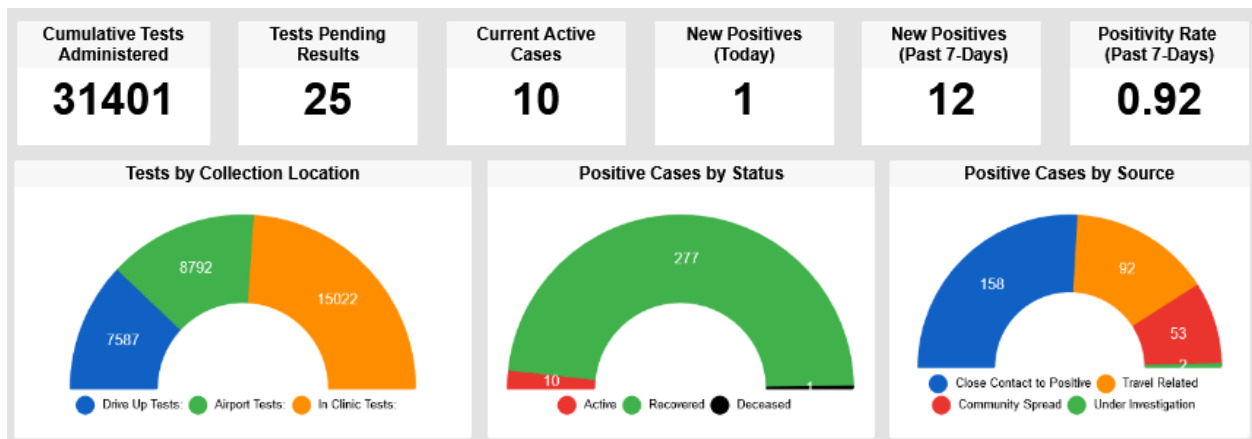 Cumulative Tests
Administered
31401
Tests Pending
Results
25
Current Active
Cases
10
New Positives
(Today)
1
New Positives
(Past 7-Days)
12
Positivity Rate
(Past 7-Days)
0.92
Tests by Collection Location
7587
8792
15022
Drive Up Tests: Airport Tests: In Clinic Tests:
Positive Cases by Status
10
277
1
Active Recovered Deceased
Positive Cases by Source
158
92
53
2
Close Contact to Positive Travel Related
Community Spread Under Investigation